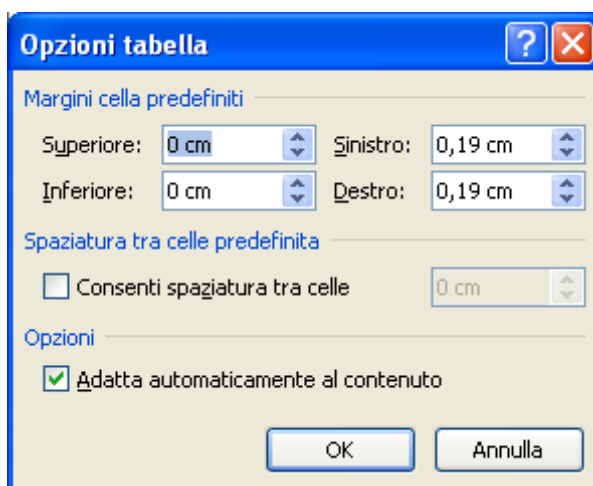 Opzioni tabella
Margini cella predefiniti
Superiore: 0 cm Sinistro: 0,19 cm
Inferiore: 0 cm Destro: 0,19 cm
Spaziatura tra celle predefinita
Consenti spaziatura tra celle 0 cm
Opzioni
Adatta automaticamente al contenuto
OK Annulla